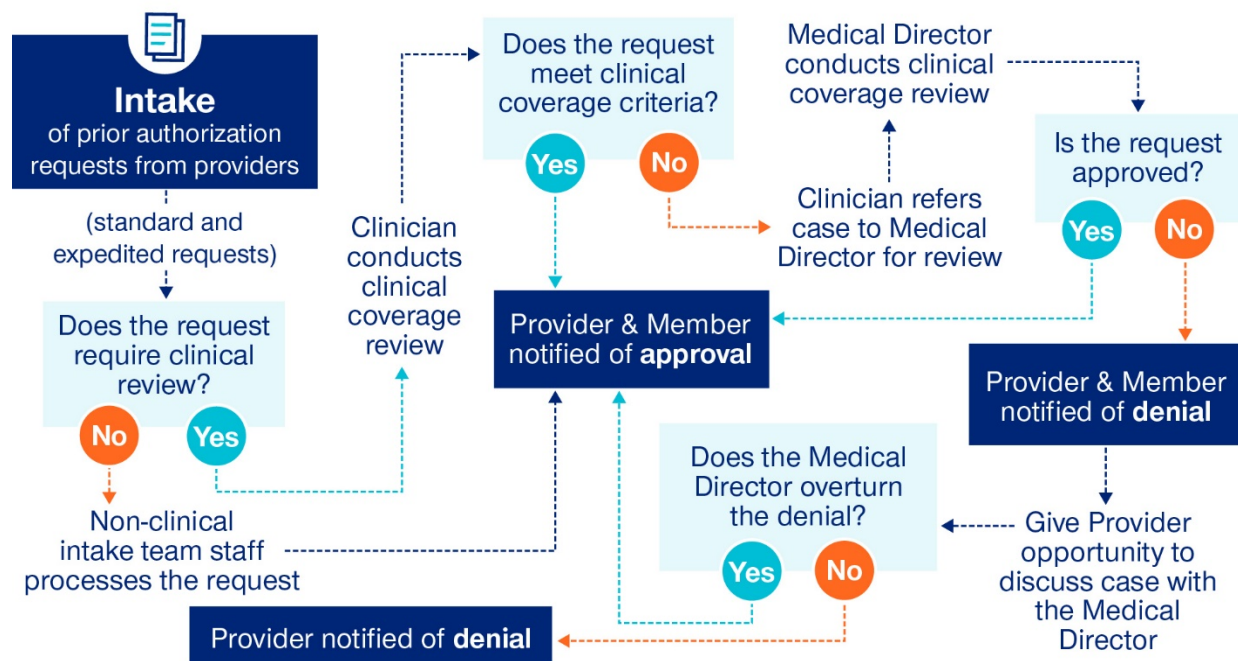 Intake
of prior authorization
requests from providers
(standard and
expedited requests)
Does the request
require clinical
review?
No
Yes
Non-clinical
intake team staff
processes the request
Clinician
conducts
clinical
coverage
review
Does the request
meet clinical
coverage criteria?
Yes
No
Clinician refers
case to Medical
Director for review
Medical Director
conducts clinical
coverage review
Is the request
approved?
Yes
No
Provider & Member
notified of approval
Provider & Member
notified of denial
Give Provider
opportunity to
discuss case with
the Medical
Director
Does the Medical
Director overturn
the denial?
Yes
No
Provider notified of denial